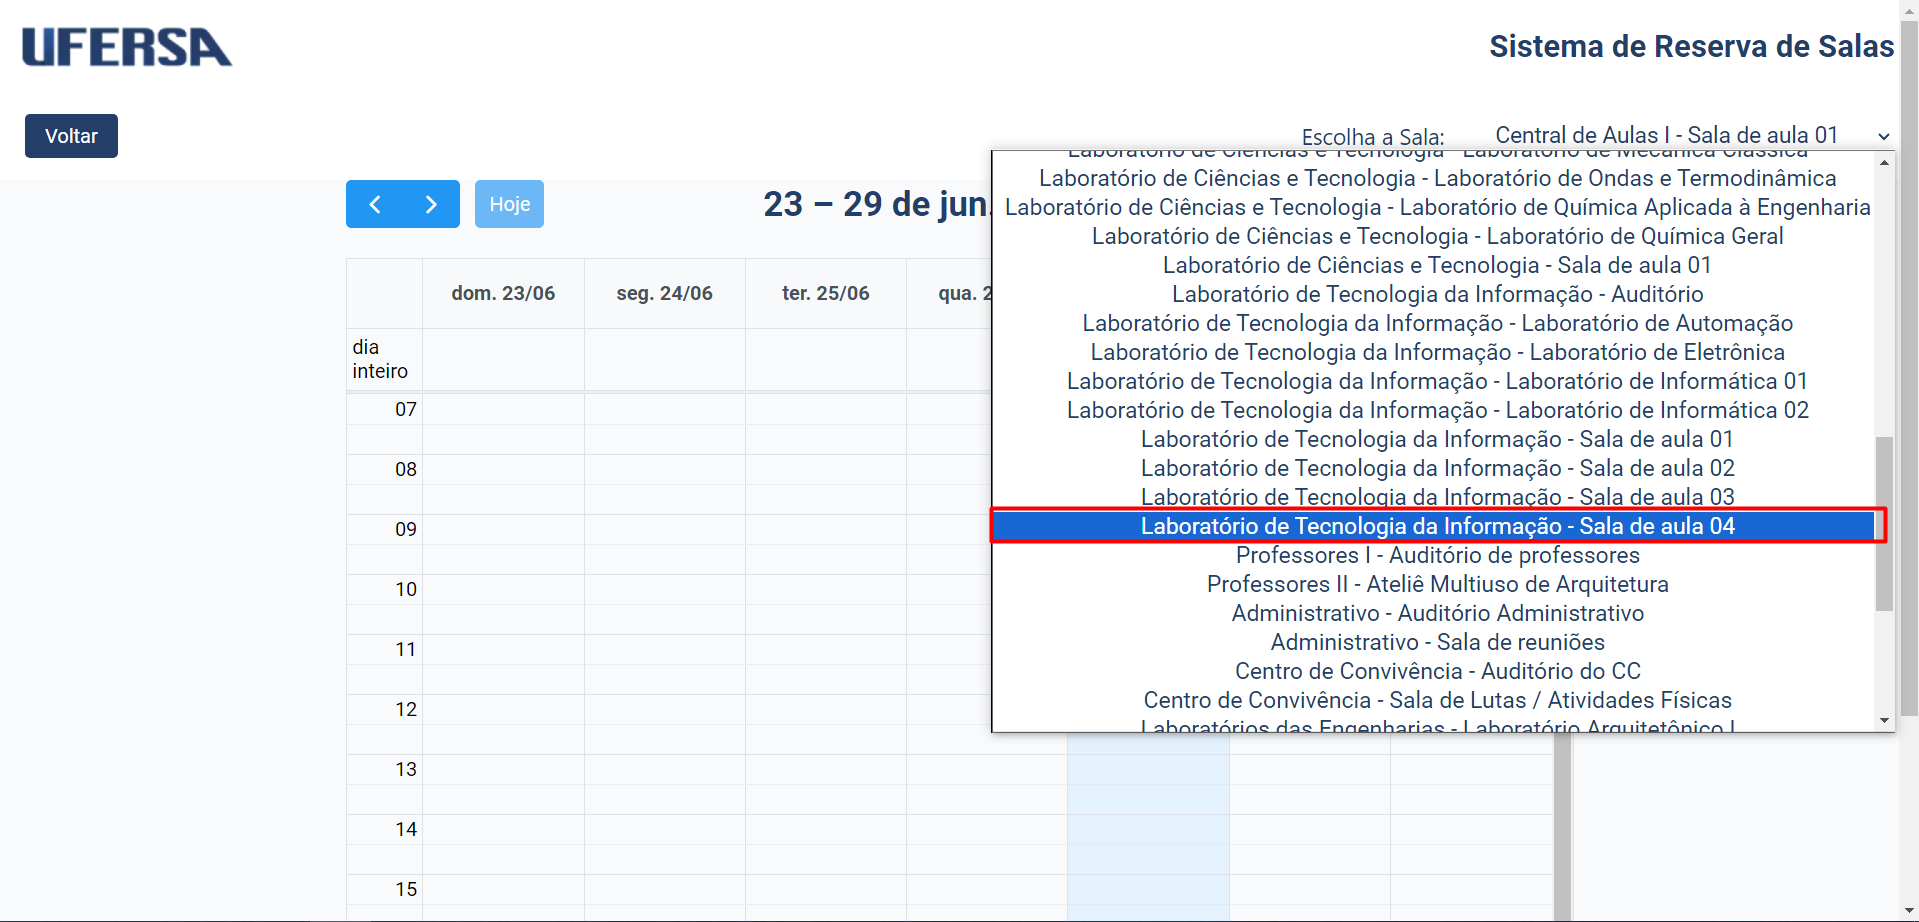 UFERSA
Sistema de Reserva de Salas
Voltar
Escolha a Sala:
Central de Aulas I - Sala de aula 01
Hoje
23 – 29 de jun.
dom. 23/06
seg. 24/06
ter. 25/06
qua. 2
dia
inteiro
07
08
09
10
11
12
13
14
15
Laboratório de Ciências e Tecnologia - Laboratório de Mecânica Clássica
Laboratório de Ciências e Tecnologia - Laboratório de Ondas e Termodinâmica
Laboratório de Ciências e Tecnologia - Laboratório de Química Aplicada à Engenharia
Laboratório de Ciências e Tecnologia - Laboratório de Química Geral
Laboratório de Ciências e Tecnologia - Sala de aula 01
Laboratório de Tecnologia da Informação - Auditório
Laboratório de Tecnologia da Informação - Laboratório de Automação
Laboratório de Tecnologia da Informação - Laboratório de Eletrônica
Laboratório de Tecnologia da Informação - Laboratório de Informática 01
Laboratório de Tecnologia da Informação - Laboratório de Informática 02
Laboratório de Tecnologia da Informação - Sala de aula 01
Laboratório de Tecnologia da Informação - Sala de aula 02
Laboratório de Tecnologia da Informação - Sala de aula 03
Laboratório de Tecnologia da Informação - Sala de aula 04
Professores I - Auditório de professores
Professores II - Ateliê Multiuso de Arquitetura
Administrativo - Auditório Administrativo
Administrativo - Sala de reuniões
Centro de Convivência - Auditório do CC
Centro de Convivência - Sala de Lutas / Atividades Físicas
Laboratórios das Engenharias - Laboratório Arquitetônico I